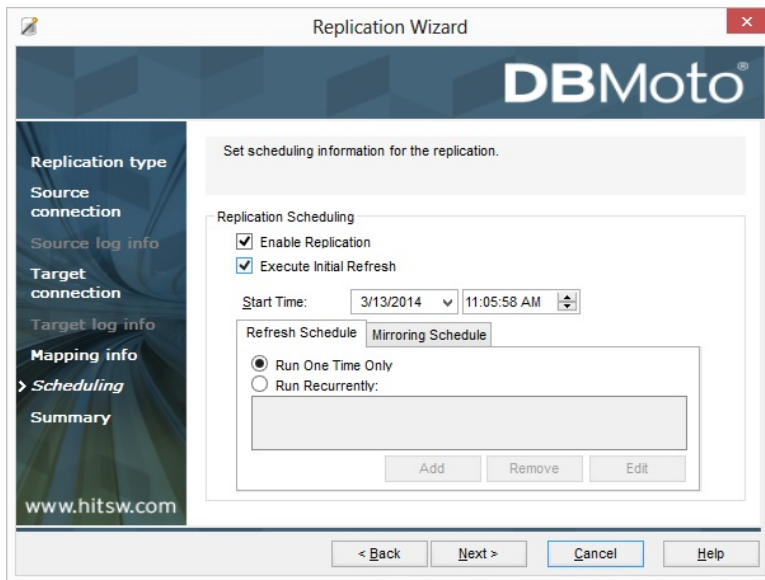 Replication Wizard
DBMoto®
Replication type
Source
connection
Source log info
Target
connection
Target log info
Mapping info
Scheduling
Summary
www.hitsw.com
Set scheduling information for the replication.
Replication Scheduling
Enable Replication
Execute Initial Refresh
Start Time: 3/13/2014 11:05:58 AM
Refresh Schedule Mirroring Schedule
Run One Time Only
Run Recurrently:
Add Remove Edit
< Back Next > Cancel Help